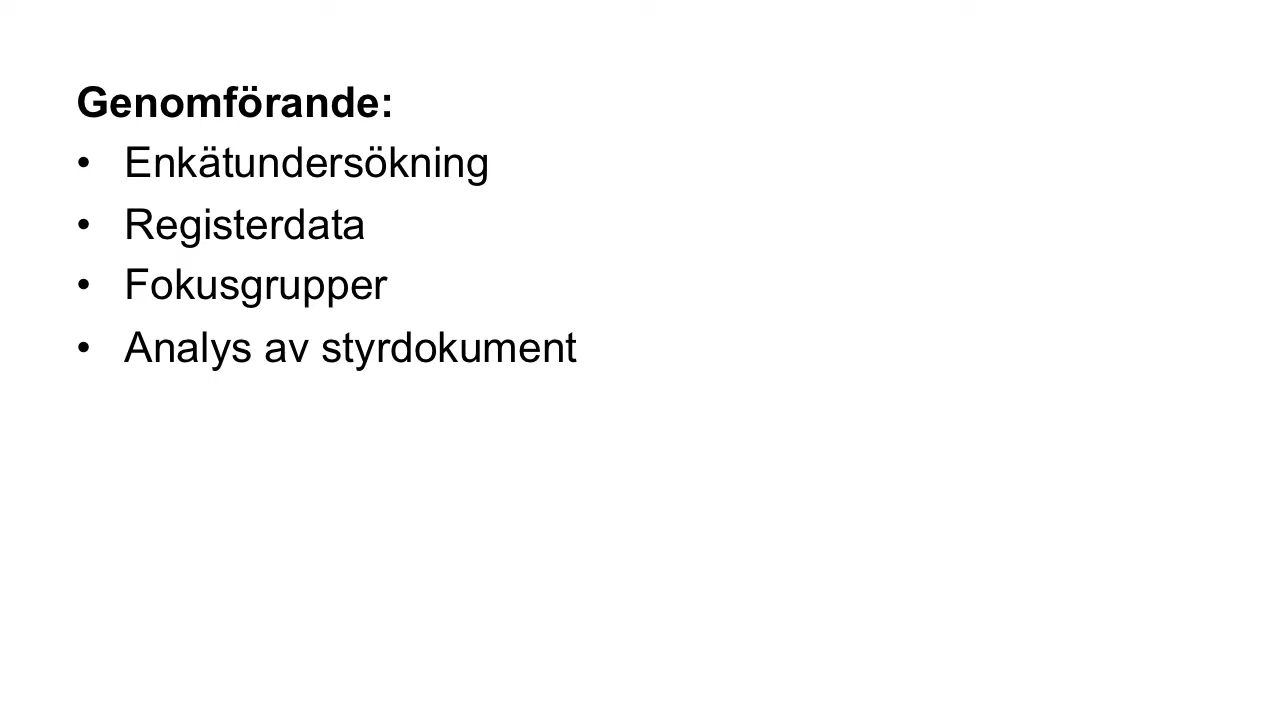 Genomförande:
• Enkätundersökning
• Registerdata
• Fokusgrupper
• Analys av styrdokument